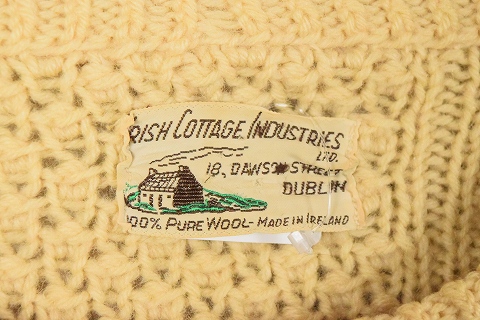 RISH COTTAGE INDUSTRIES
LTD.
18, DAWSON STREET
DUBLIN
100% PURE WOOL-MADE IN IRELAND